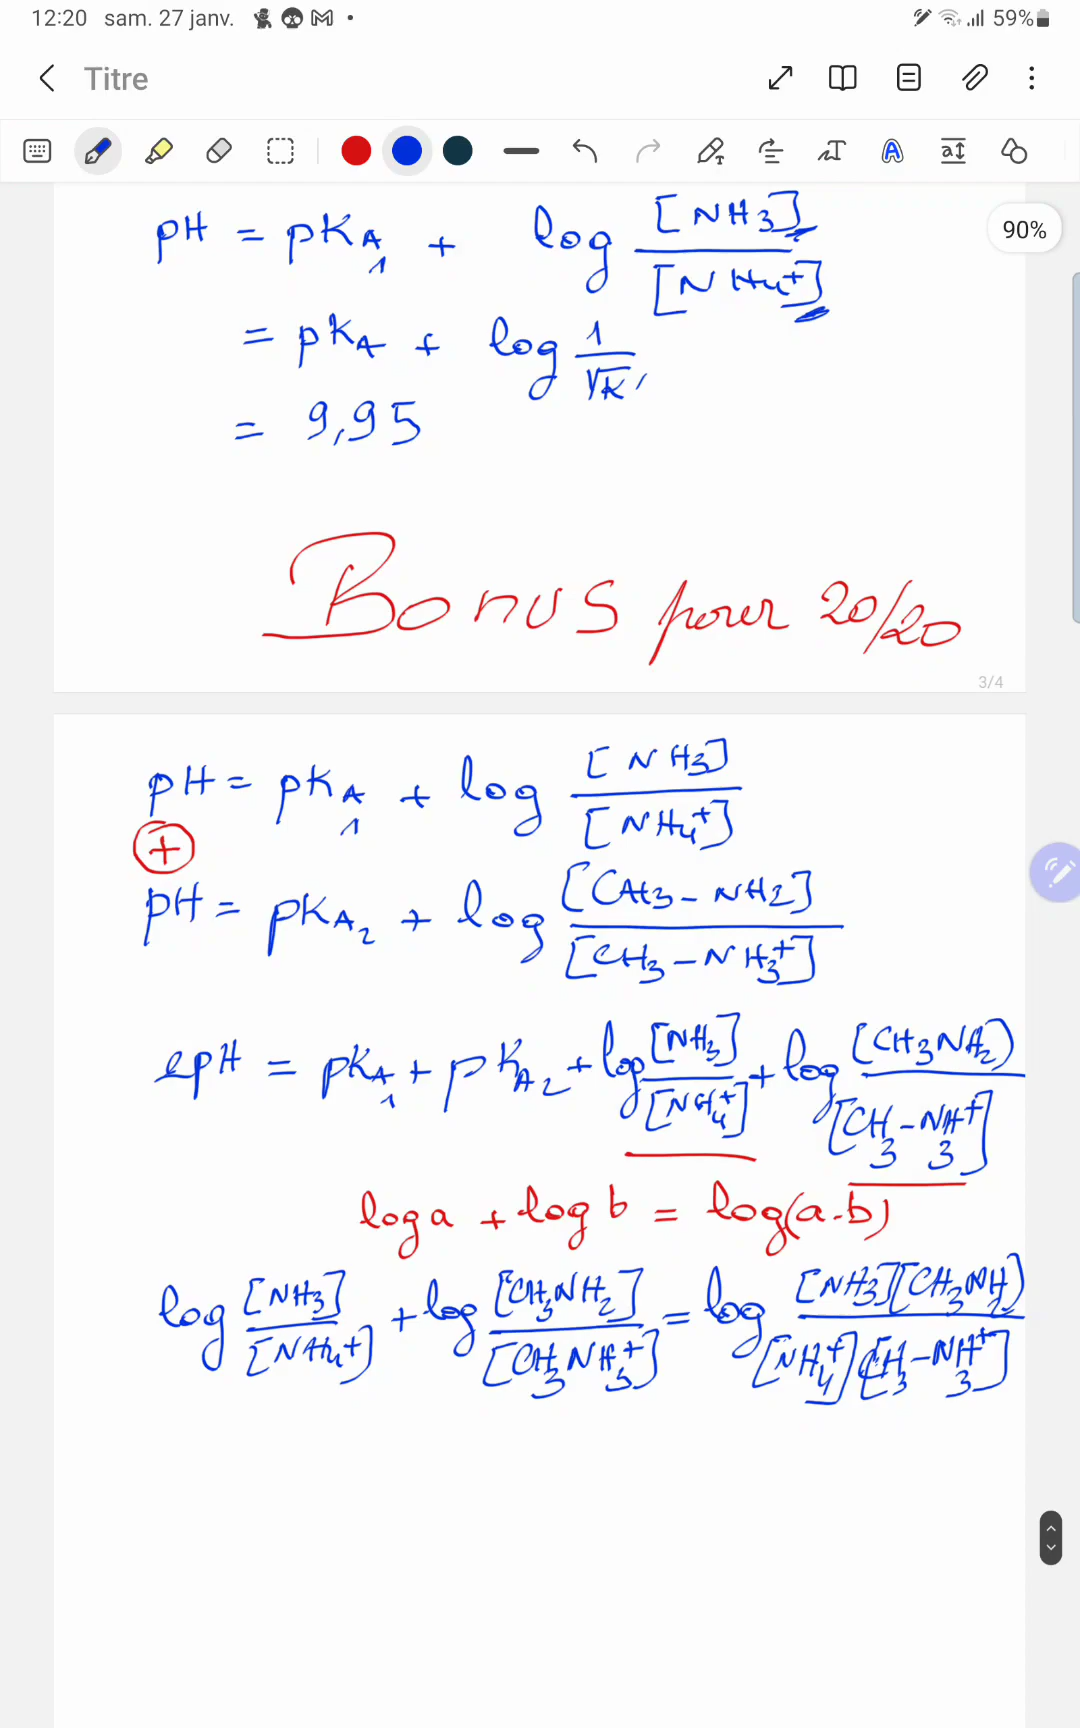 12:20 sam. 27 janv. 59%
Titre
90%
pH = pKA1 + log [NH3] / [NH4+]
= pKA + log 1 / √K
= 9,95
Bonus pour 20/20
3/4
pH = pKA1 + log [NH3] / [NH4+]
+
pH = pKA2 + log [CH3-NH2] / [CH3-NH3+]
2pH = pKA1 + pKA2 + log [NH3] / [NH4+] + log [CH3NH2] / [CH3-NH3+]
log a + log b = log(a.b)
log [NH3] / [NH4+] + log [CH3NH2] / [CH3NH3+] = log [NH3][CH3NH2] / [NH4+][CH3-NH3+]